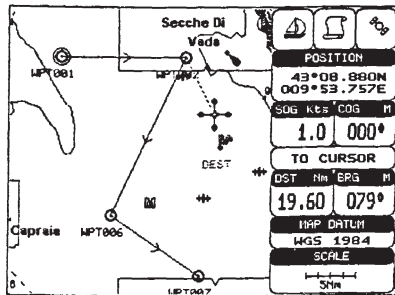 Secche Di
Vada
WPT001
DEST
Capraia
WPT006
WPT007
POSITION
43°08.880N
009°53.757E
SOG Kts COG M
1.0 000°
TO CURSOR
DST Nm BRG M
19.60 079°
MAP DATUM
WGS 1984
SCALE
5Nm